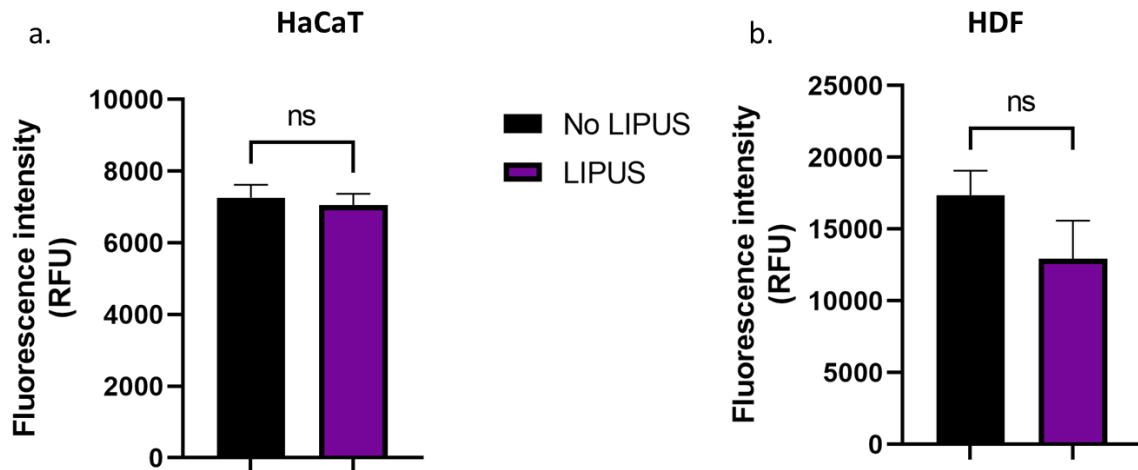 a.
HaCaT
Fluorescence intensity
(RFU)
10000
8000
6000
4000
2000
0
ns
No LIPUS
LIPUS
b.
HDF
Fluorescence intensity
(RFU)
25000
20000
15000
10000
5000
0
ns